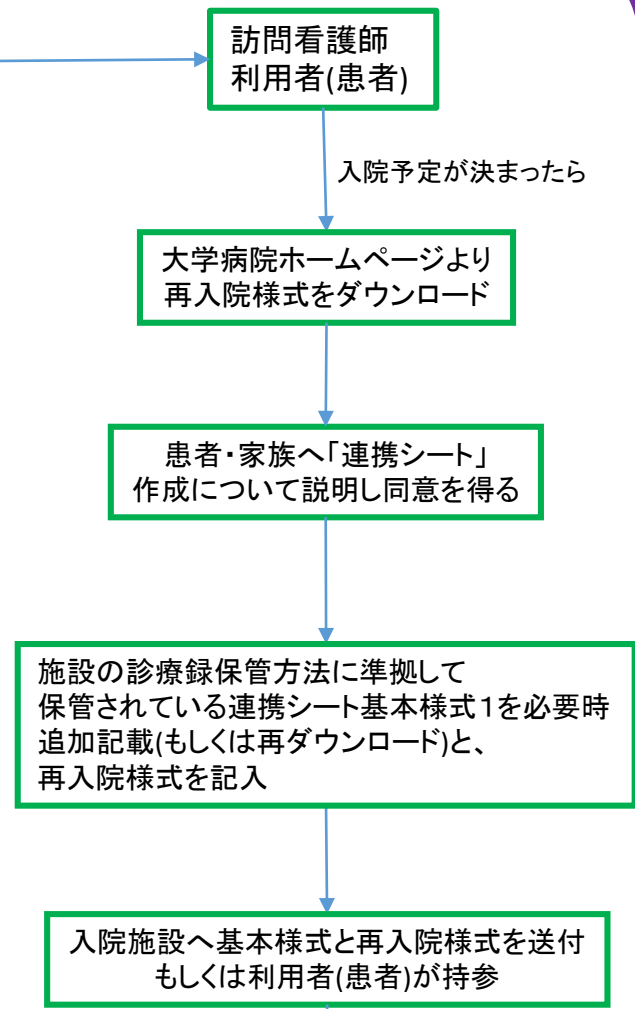 訪問看護師
利用者(患者)
入院予定が決まったら
大学病院ホームページより
再入院様式をダウンロード
患者・家族へ「連携シート」
作成について説明し同意を得る
施設の診療録保管方法に準拠して
保管されている連携シート基本様式１を必要時
追加記載(もしくは再ダウンロード)と、
再入院様式を記入
入院施設へ基本様式と再入院様式を送付
もしくは利用者(患者)が持参